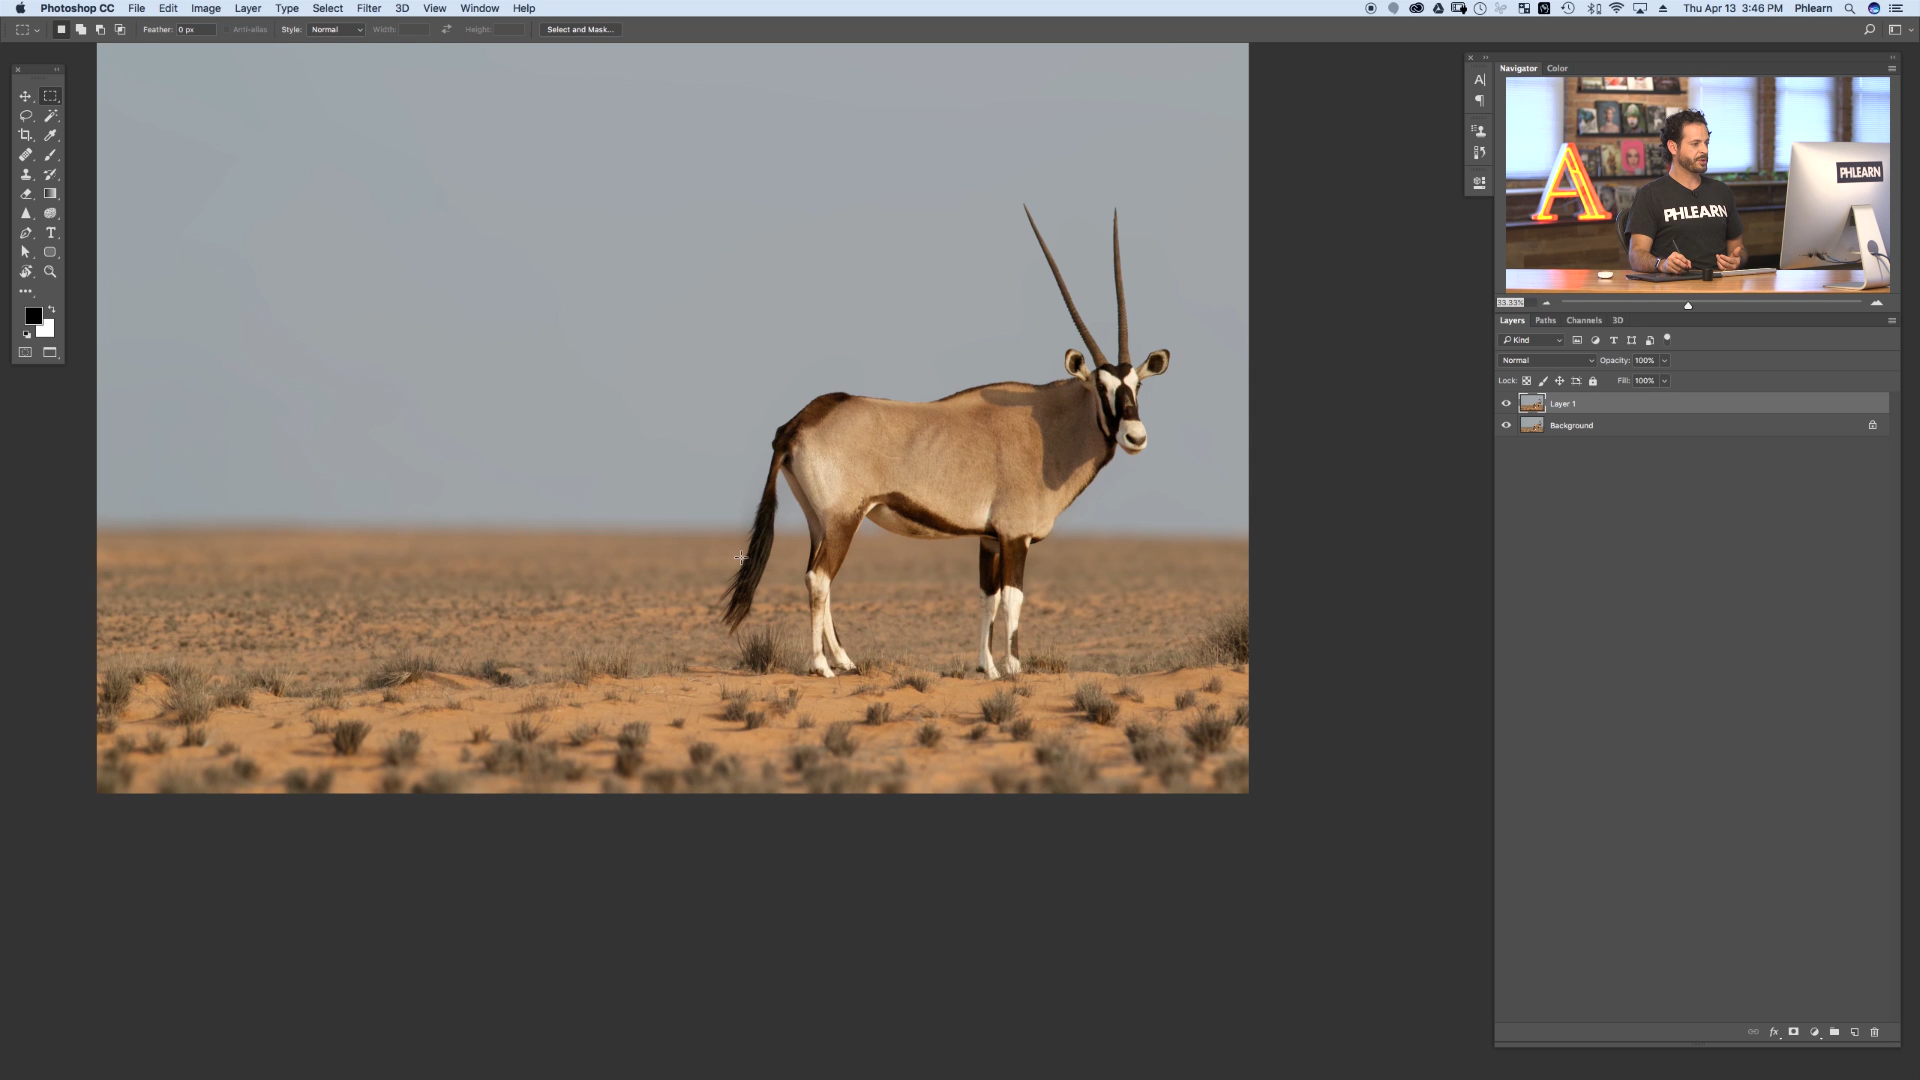 Photoshop CC File Edit Image Layer Type Select Filter 3D View Window Help Thu Apr 13 3:46 PM Phlearn
Feather: 0 px Anti-alias Style: Normal Width: Height: Select and Mask...
Navigator Color
A
PHLEARN
PHLEARN
33.33%
Layers Paths Channels 3D
Kind
Normal Opacity: 100%
Lock: Fill: 100%
Layer 1
Background